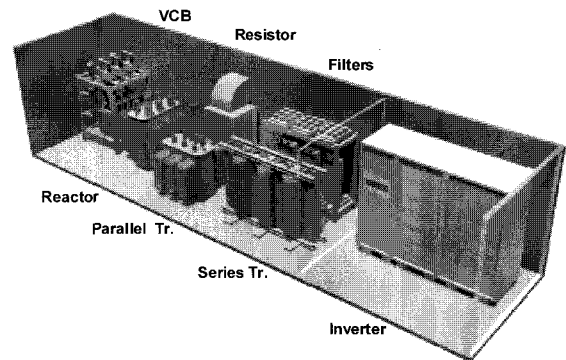 VCB
Resistor
Filters
Reactor
Parallel Tr.
Series Tr.
Inverter